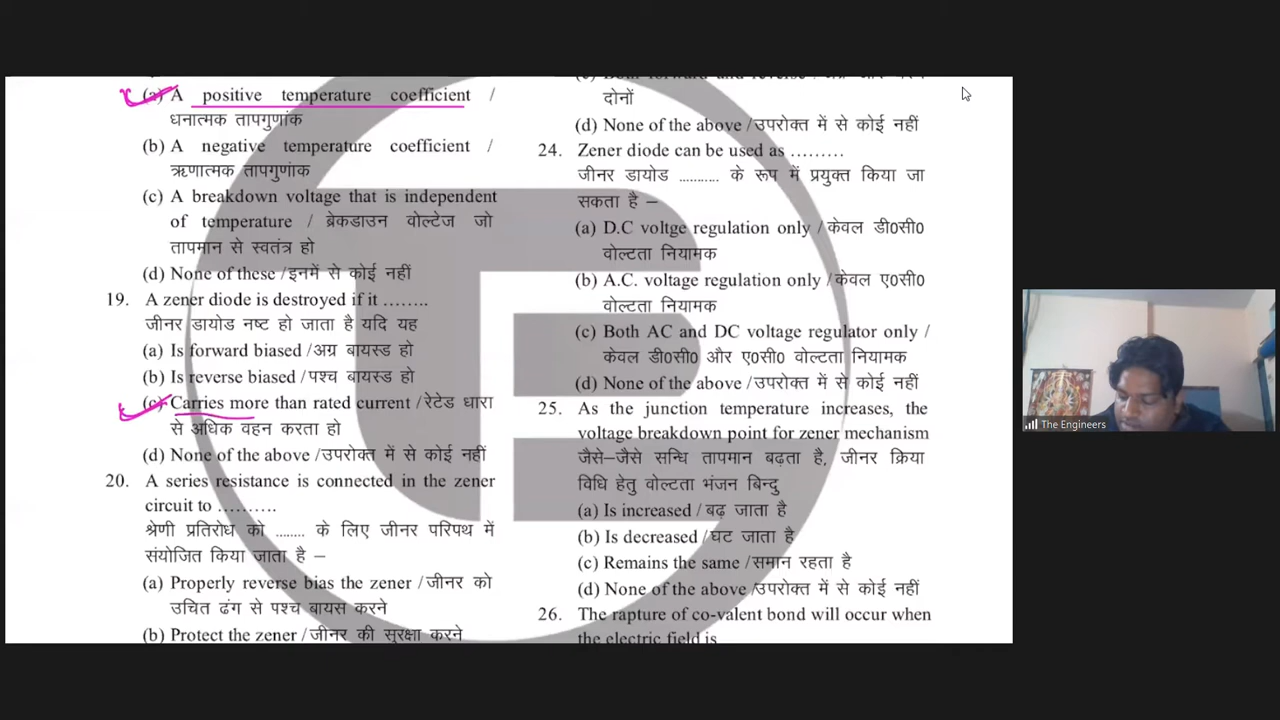 (a) A positive temperature coefficient /
धनात्मक तापगुणांक
(b) A negative temperature coefficient /
ऋणात्मक तापगुणांक
(c) A breakdown voltage that is independent
of temperature / ब्रेकडाउन वोल्टेज जो
तापमान से स्वतंत्र हो
(d) None of these /इनमें से कोई नहीं
19. A zener diode is destroyed if it ........
जीनर डायोड नष्ट हो जाता है यदि यह
(a) Is forward biased /अग्र बायस्ड हो
(b) Is reverse biased /पश्च बायस्ड हो
(c) Carries more than rated current /रेटेड धारा
से अधिक वहन करता हो
(d) None of the above /उपरोक्त में से कोई नहीं
20. A series resistance is connected in the zener
circuit to ..........
श्रेणी प्रतिरोध को ........ के लिए जीनर परिपथ में
संयोजित किया जाता है –
(a) Properly reverse bias the zener /जीनर को
उचित ढंग से पश्च बायस करने
(b) Protect the zener /जीनर की सुरक्षा करने
दोनों
(d) None of the above /उपरोक्त में से कोई नहीं
24. Zener diode can be used as .........
जीनर डायोड ........... के रूप में प्रयुक्त किया जा
सकता है –
(a) D.C voltge regulation only /केवल डी0सी0
वोल्टता नियामक
(b) A.C. voltage regulation only /केवल ए0सी0
वोल्टता नियामक
(c) Both AC and DC voltage regulator only /
केवल डी0सी0 और ए0सी0 वोल्टता नियामक
(d) None of the above /उपरोक्त में से कोई नहीं
25. As the junction temperature increases, the
voltage breakdown point for zener mechanism
जैसे–जैसे सन्धि तापमान बढ़ता है, जीनर क्रिया
विधि हेतु वोल्टता भंजन बिन्दु
(a) Is increased /बढ़ जाता है
(b) Is decreased /घट जाता है
(c) Remains the same /समान रहता है
(d) None of the above /उपरोक्त में से कोई नहीं
26. The rapture of co-valent bond will occur when
the electric field is
The Engineers